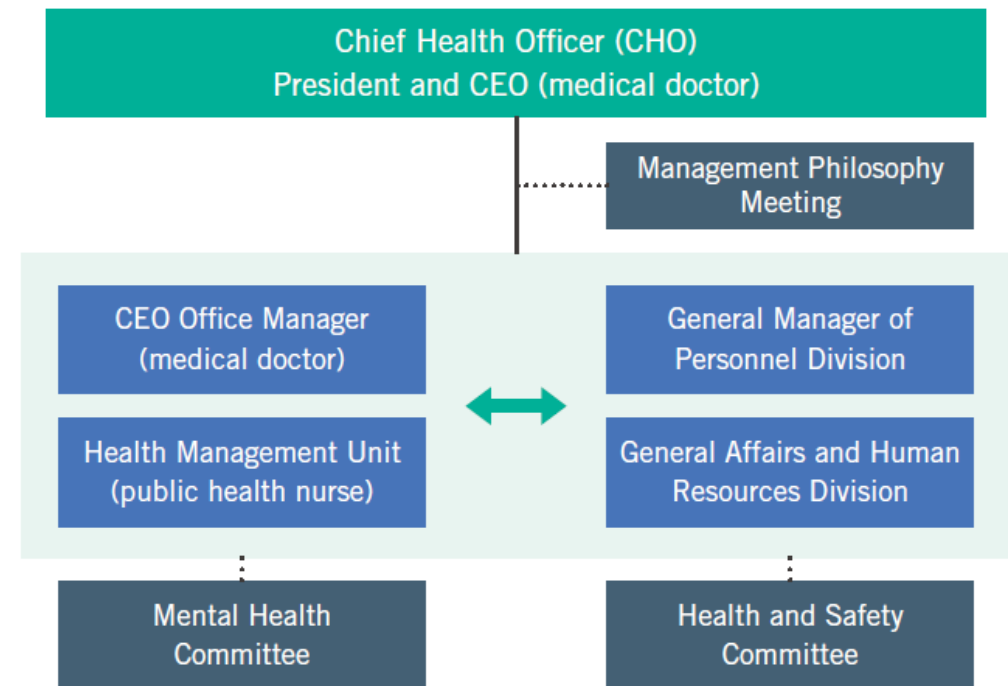 Chief Health Officer (CHO)
President and CEO (medical doctor)
Management Philosophy
Meeting
CEO Office Manager
(medical doctor)
General Manager of
Personnel Division
Health Management Unit
(public health nurse)
General Affairs and Human
Resources Division
Mental Health
Committee
Health and Safety
Committee